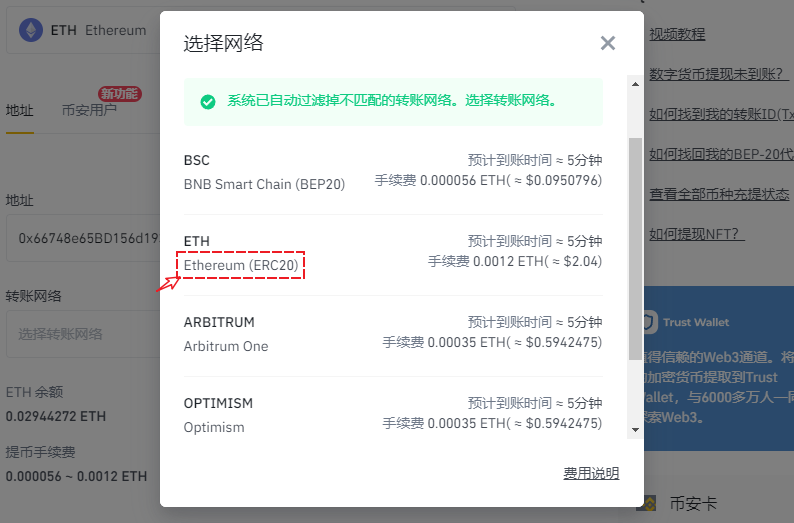 ETH Ethereum
新功能
地址 币安用户
地址
0x66748e65BD156d19
转账网络
选择转账网络
ETH 余额
0.02944272 ETH
提币手续费
0.000056 ~ 0.0012 ETH
选择网络
系统已自动过滤掉不匹配的转账网络。选择转账网络。
BSC 预计到账时间 ≈ 5分钟
BNB Smart Chain (BEP20) 手续费 0.000056 ETH( ≈ $0.0950796)
ETH 预计到账时间 ≈ 5分钟
Ethereum (ERC20) 手续费 0.0012 ETH( ≈ $2.04)
ARBITRUM 预计到账时间 ≈ 5分钟
Arbitrum One 手续费 0.00035 ETH( ≈ $0.5942475)
OPTIMISM 预计到账时间 ≈ 5分钟
Optimism 手续费 0.00035 ETH( ≈ $0.5942475)
费用说明
视频教程
数字货币提现未到账？
如何找到我的转账ID(Tx
如何找回我的BEP-20代
查看全部币种充提状态
如何提现NFT？
Trust Wallet
值得信赖的Web3通道。将
的加密货币提取到Trust
Wallet，与6000多万人一同
探索Web3。
币安卡